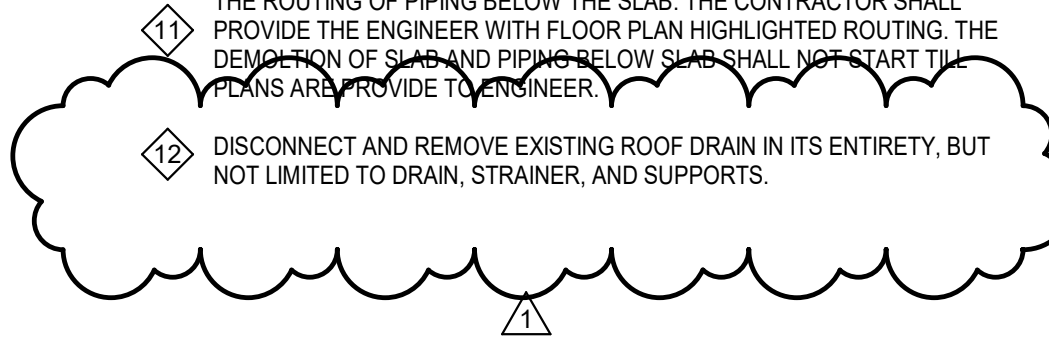 THE ROUTING OF PIPING BELOW THE SLAB. THE CONTRACTOR SHALL
11 PROVIDE THE ENGINEER WITH FLOOR PLAN HIGHLIGHTED ROUTING. THE
DEMOLTION OF SLAB AND PIPING BELOW SLAB SHALL NOT START TILL
PLANS ARE PROVIDE TO ENGINEER.
12 DISCONNECT AND REMOVE EXISTING ROOF DRAIN IN ITS ENTIRETY, BUT
NOT LIMITED TO DRAIN, STRAINER, AND SUPPORTS.
1